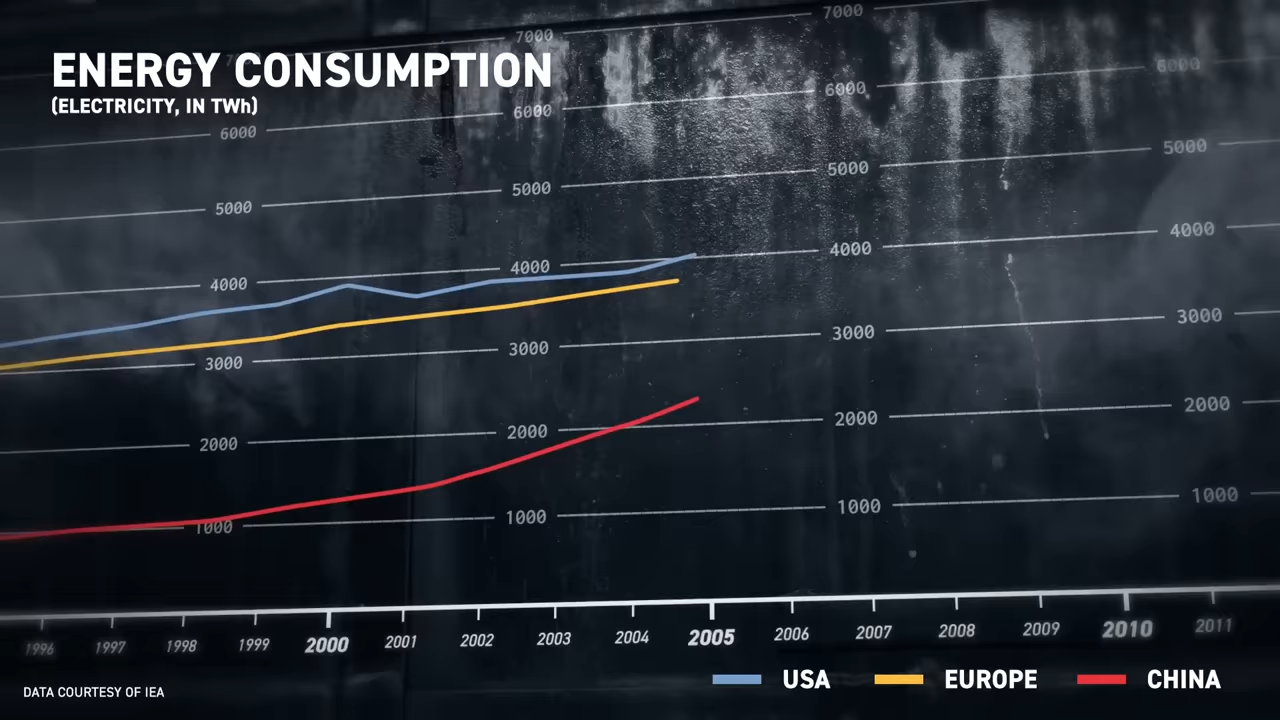 ENERGY CONSUMPTION
(ELECTRICITY, IN TWh)
7000 7000
6000 6000 6000 6000
5000 5000 5000 5000
4000 4000 4000 4000
3000 3000 3000 3000
2000 2000 2000 2000
1000 1000 1000 1000
1996 1997 1998 1999 2000 2001 2002 2003 2004 2005 2006 2007 2008 2009 2010 2011
USA EUROPE CHINA
DATA COURTESY OF IEA